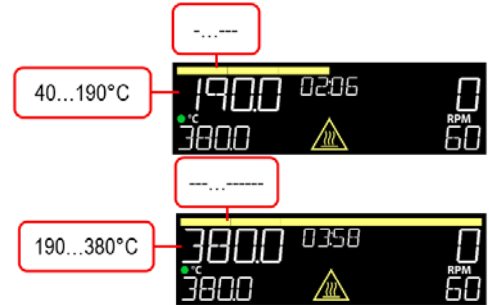 -...---
40...190°C
190.0 02:06 0
°C RPM
380.0 60
---...------
190...380°C
380.0 03:58 0
°C RPM
380.0 60